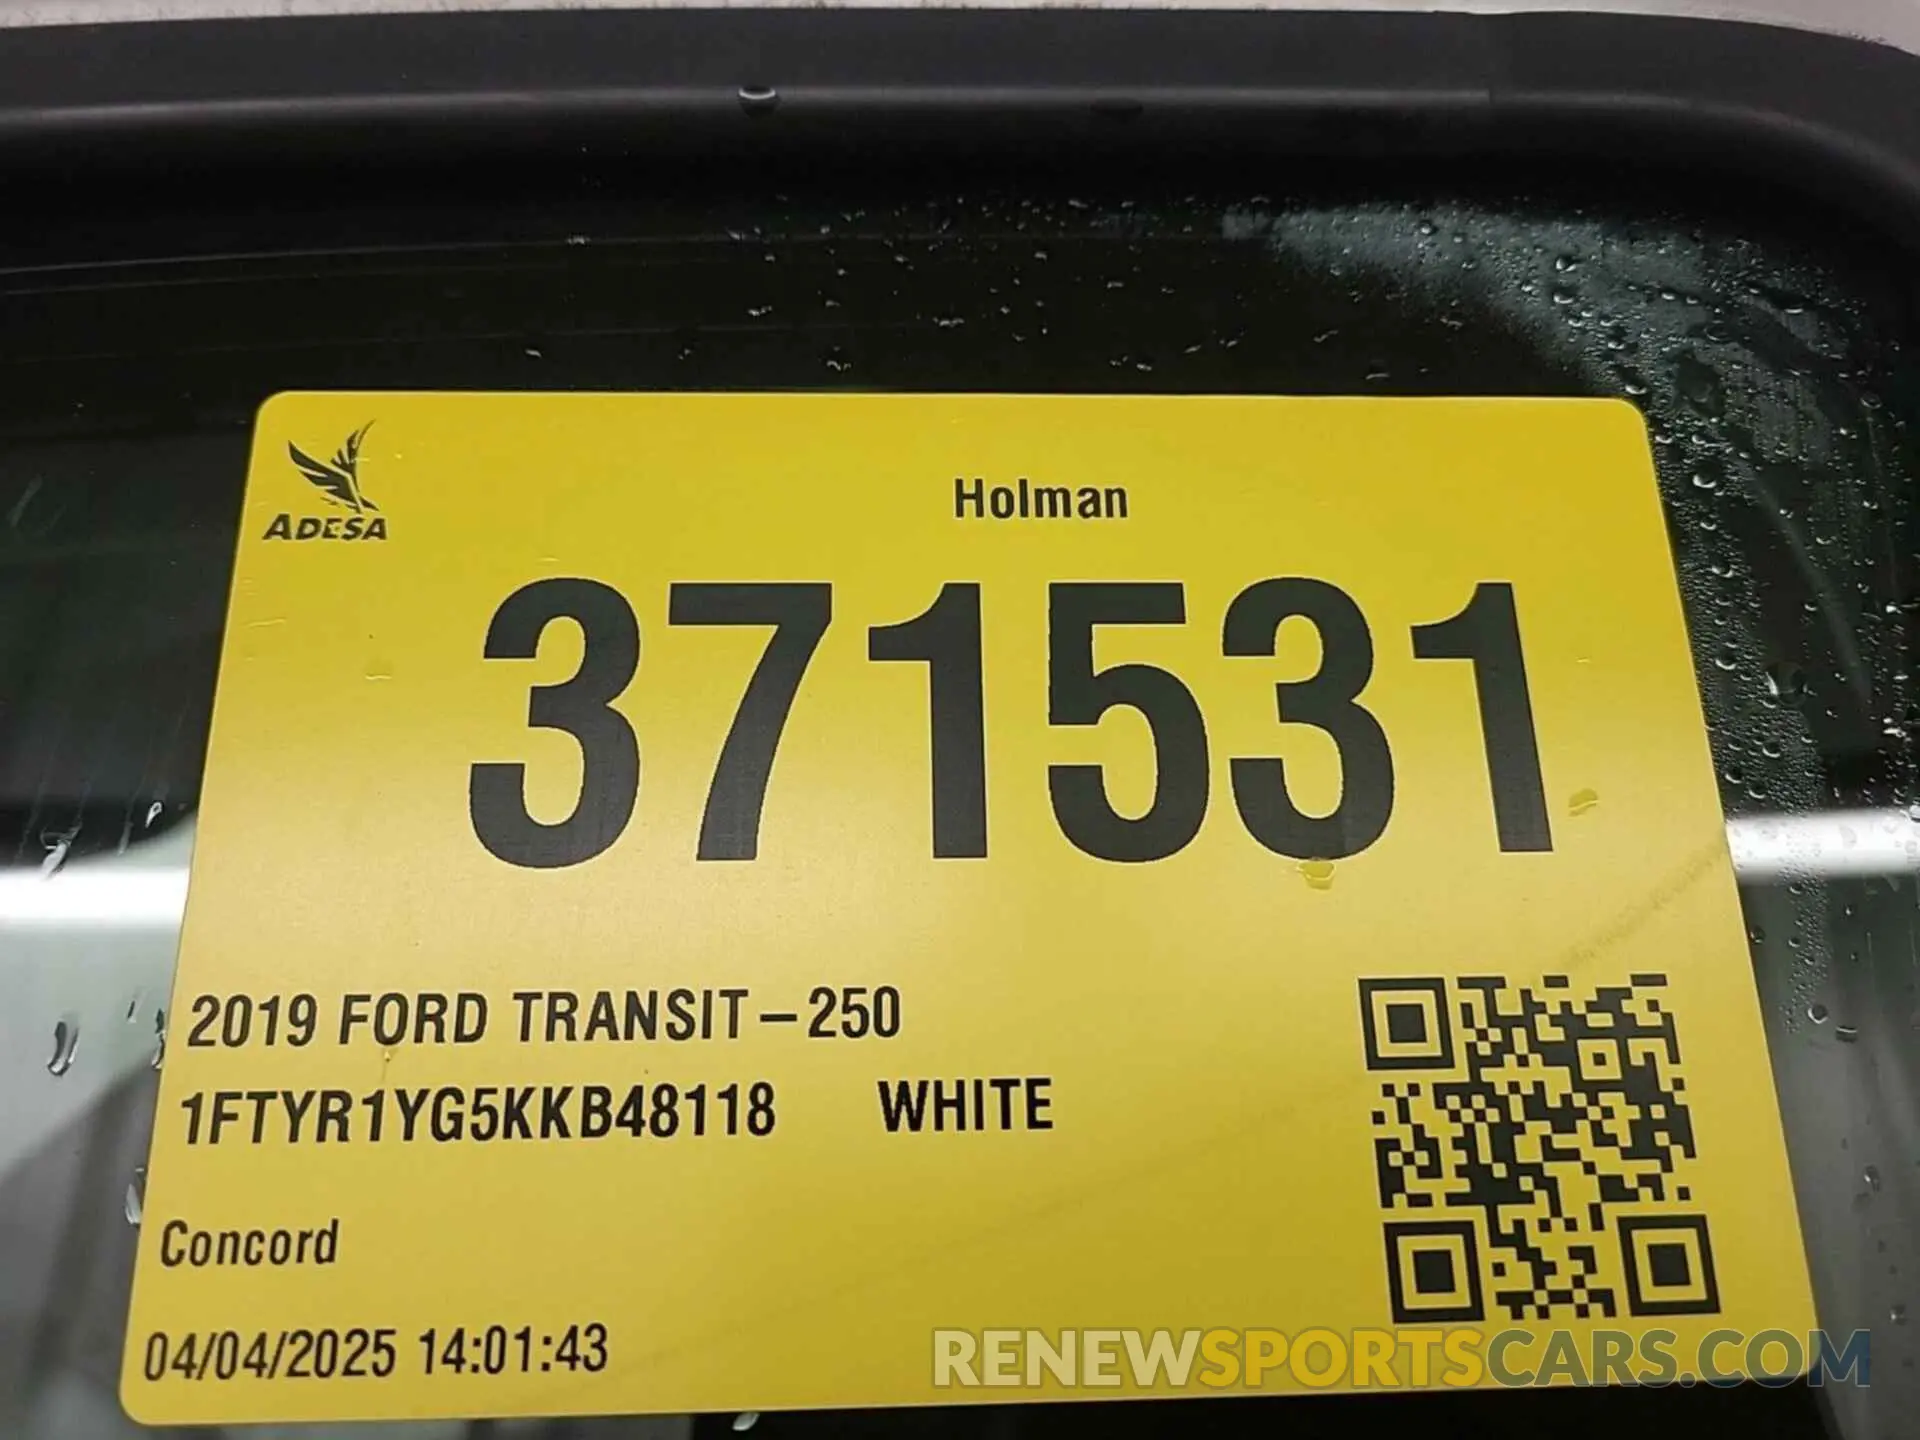 ADESA
Holman
371531
2019 FORD TRANSIT-250
1FTYR1YG5KKB48118 WHITE
Concord
04/04/2025 14:01:43
RENEWSPORTSCARS.COM